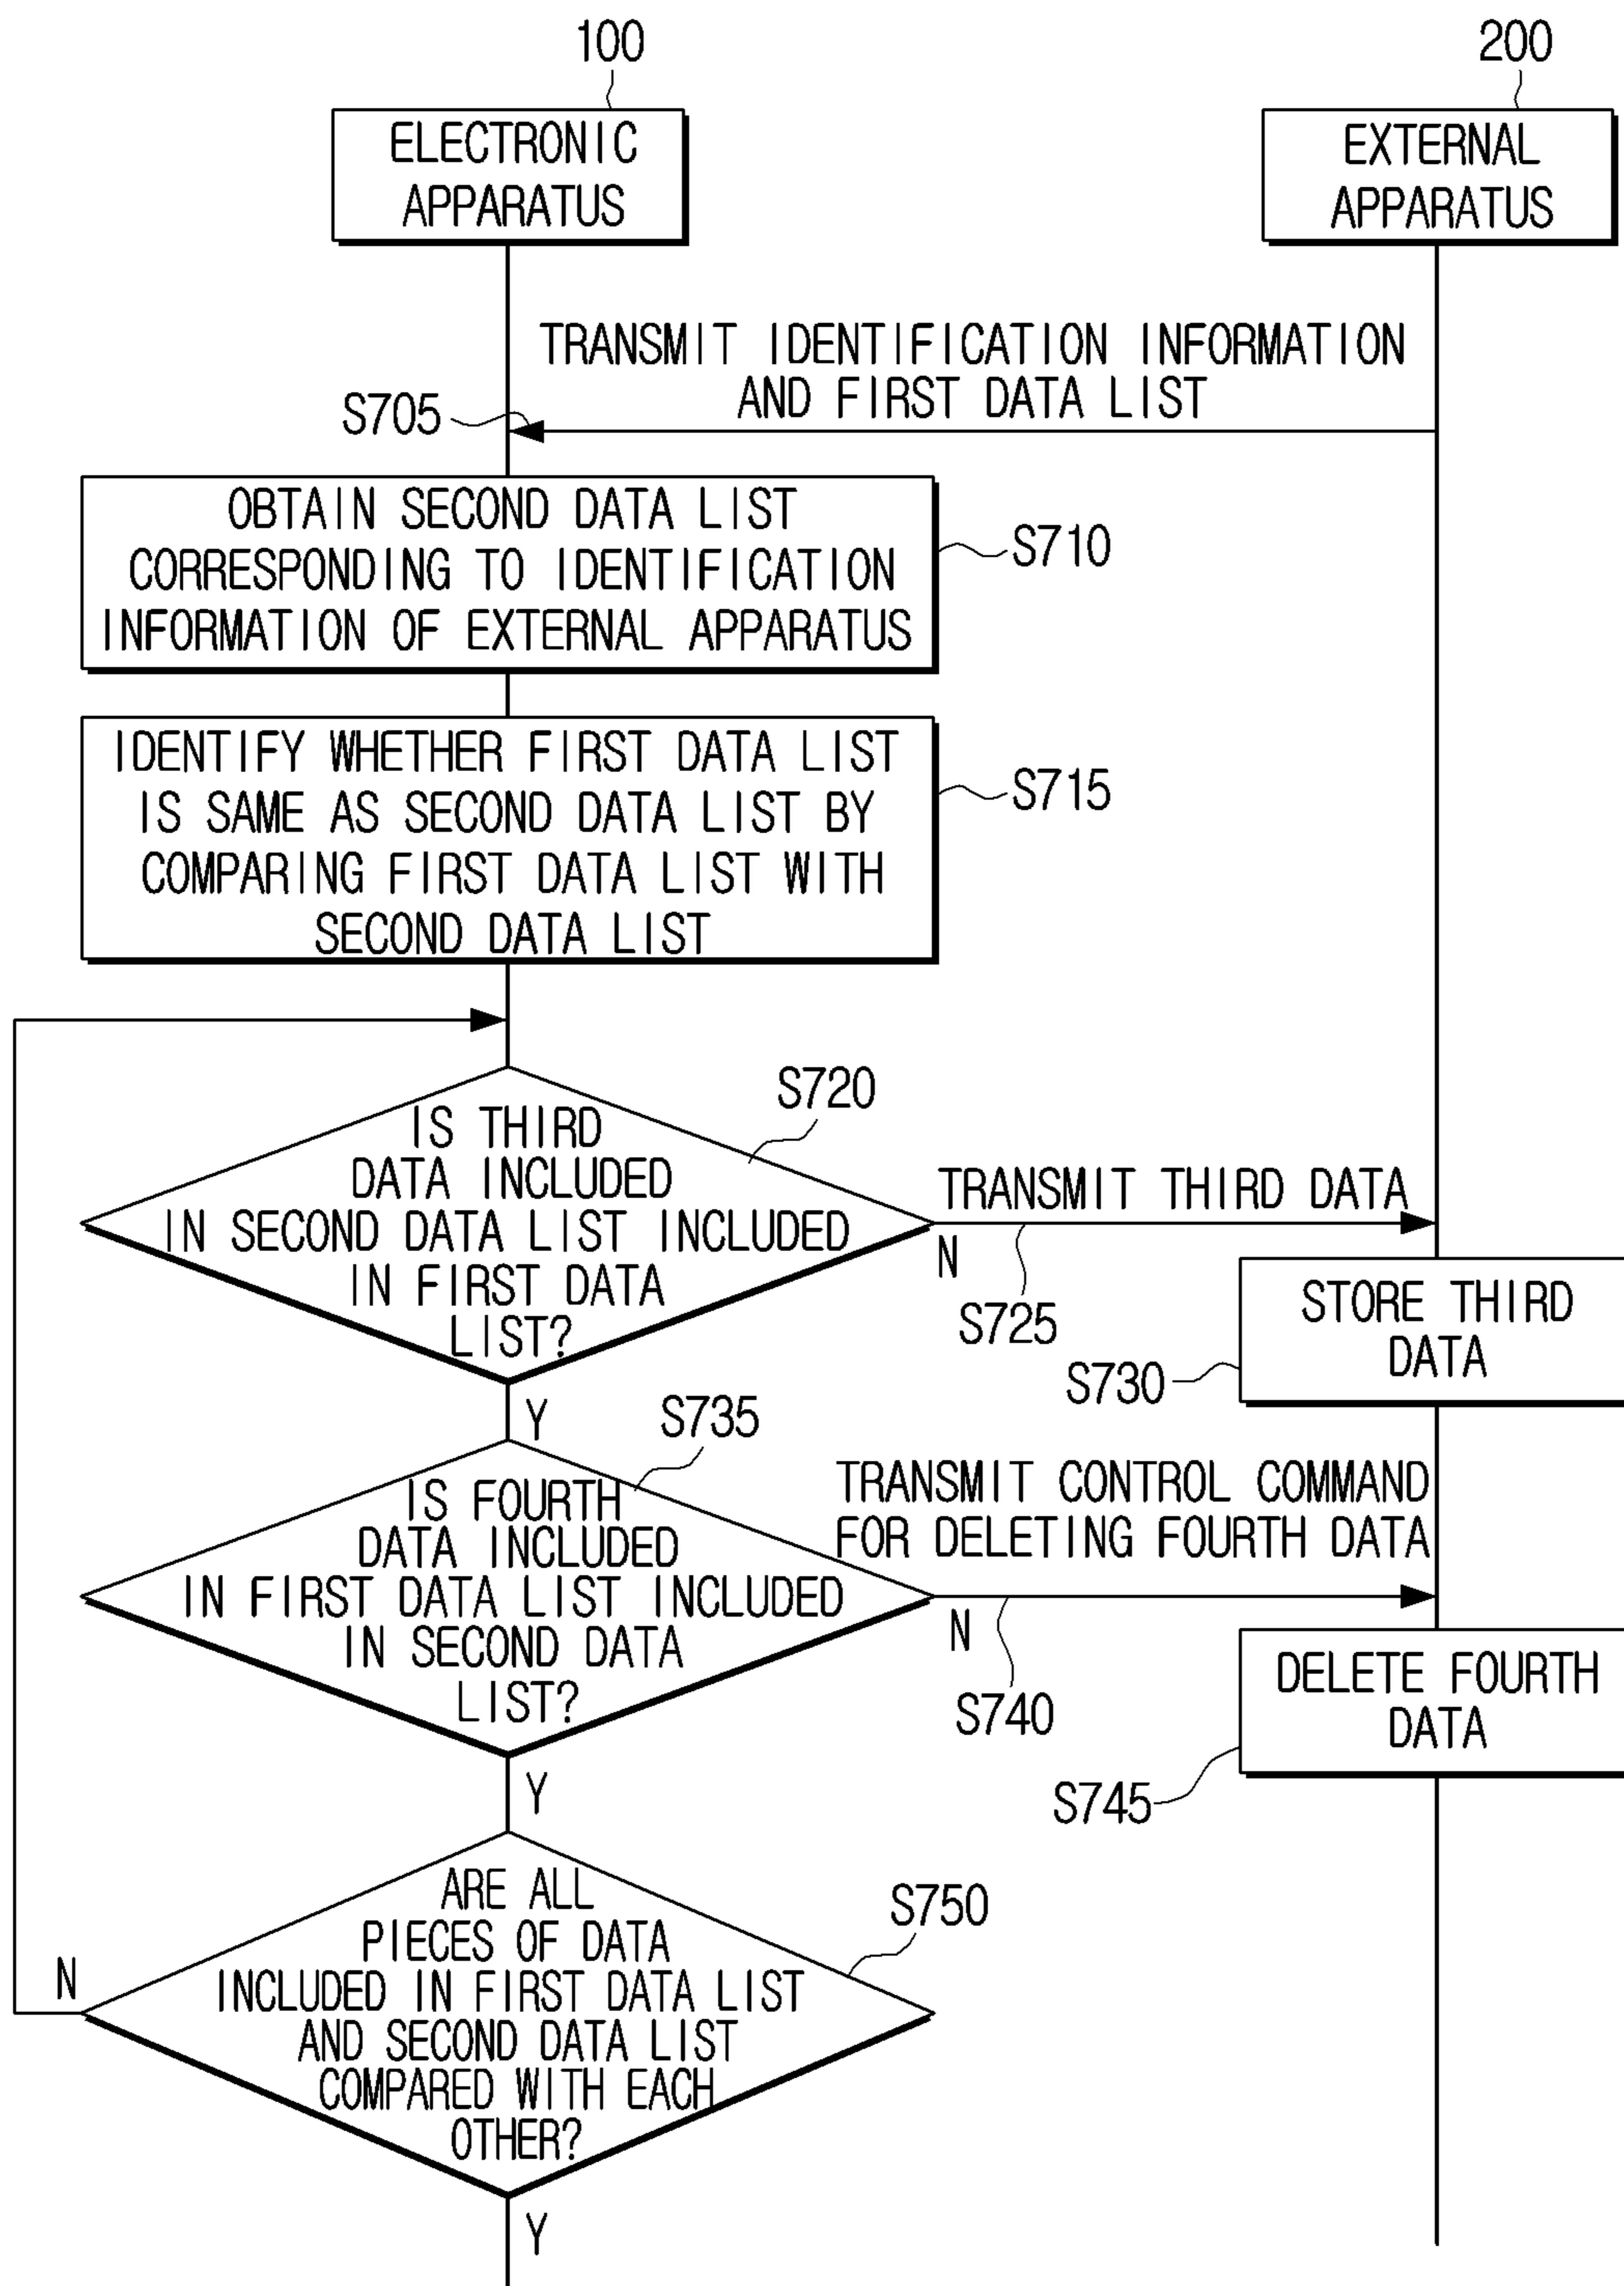 100
200
ELECTRONIC
APPARATUS
EXTERNAL
APPARATUS
TRANSMIT IDENTIFICATION INFORMATION
AND FIRST DATA LIST
S705
OBTAIN SECOND DATA LIST
CORRESPONDING TO IDENTIFICATION
INFORMATION OF EXTERNAL APPARATUS
S710
IDENTIFY WHETHER FIRST DATA LIST
IS SAME AS SECOND DATA LIST BY
COMPARING FIRST DATA LIST WITH
SECOND DATA LIST
S715
S720
IS THIRD
DATA INCLUDED
IN SECOND DATA LIST INCLUDED
IN FIRST DATA
LIST?
TRANSMIT THIRD DATA
N
S725
STORE THIRD
DATA
S730
Y
S735
IS FOURTH
DATA INCLUDED
IN FIRST DATA LIST INCLUDED
IN SECOND DATA
LIST?
TRANSMIT CONTROL COMMAND
FOR DELETING FOURTH DATA
N
S740
DELETE FOURTH
DATA
S745
Y
S750
ARE ALL
PIECES OF DATA
INCLUDED IN FIRST DATA LIST
AND SECOND DATA LIST
COMPARED WITH EACH
OTHER?
N
Y